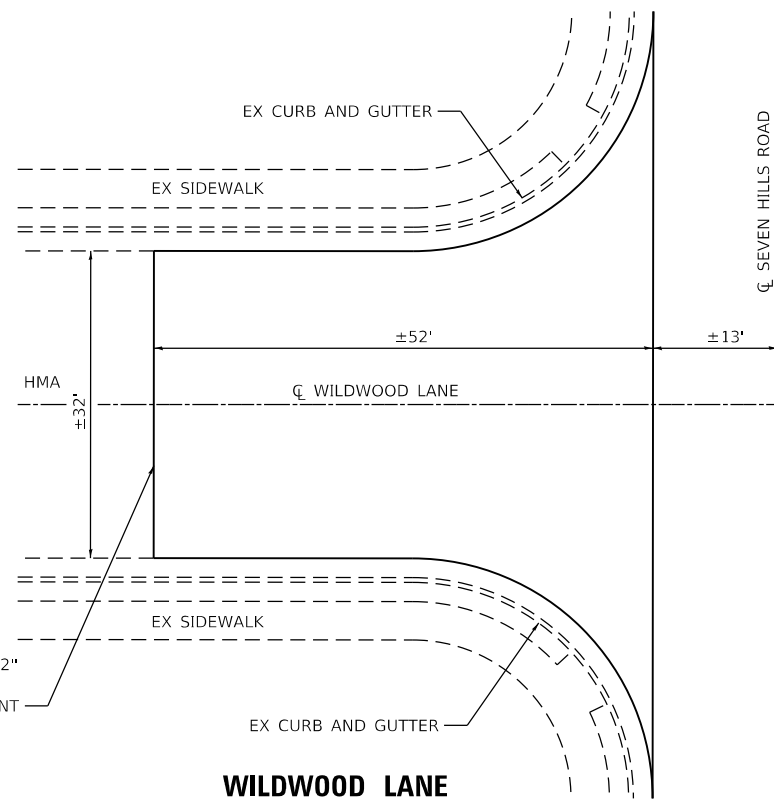 EX CURB AND GUTTER
EX SIDEWALK
℄ SEVEN HILLS ROAD
±52'
±13'
HMA
±32'
℄ WILDWOOD LANE
EX SIDEWALK
2"
NT
EX CURB AND GUTTER
WILDWOOD LANE